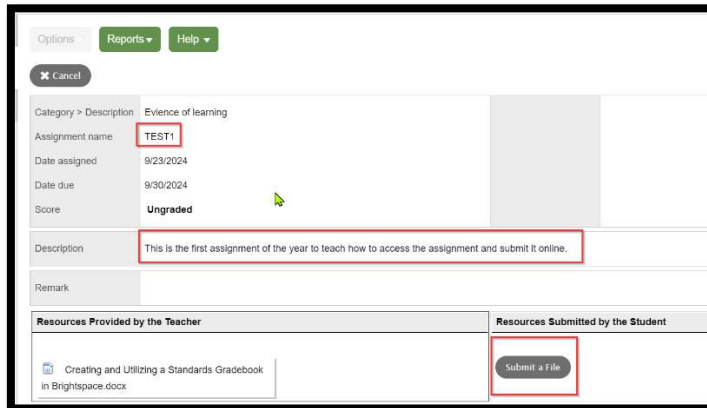 Options Reports Help
Cancel
Category > Description Evience of learning
Assignment name TEST1
Date assigned 9/23/2024
Date due 9/30/2024
Score Ungraded
Description This is the first assignment of the year to teach how to access the assignment and submit it online.
Remark
Resources Provided by the Teacher Resources Submitted by the Student
Creating and Utilizing a Standards Gradebook
in Brightspace.docx
Submit a File